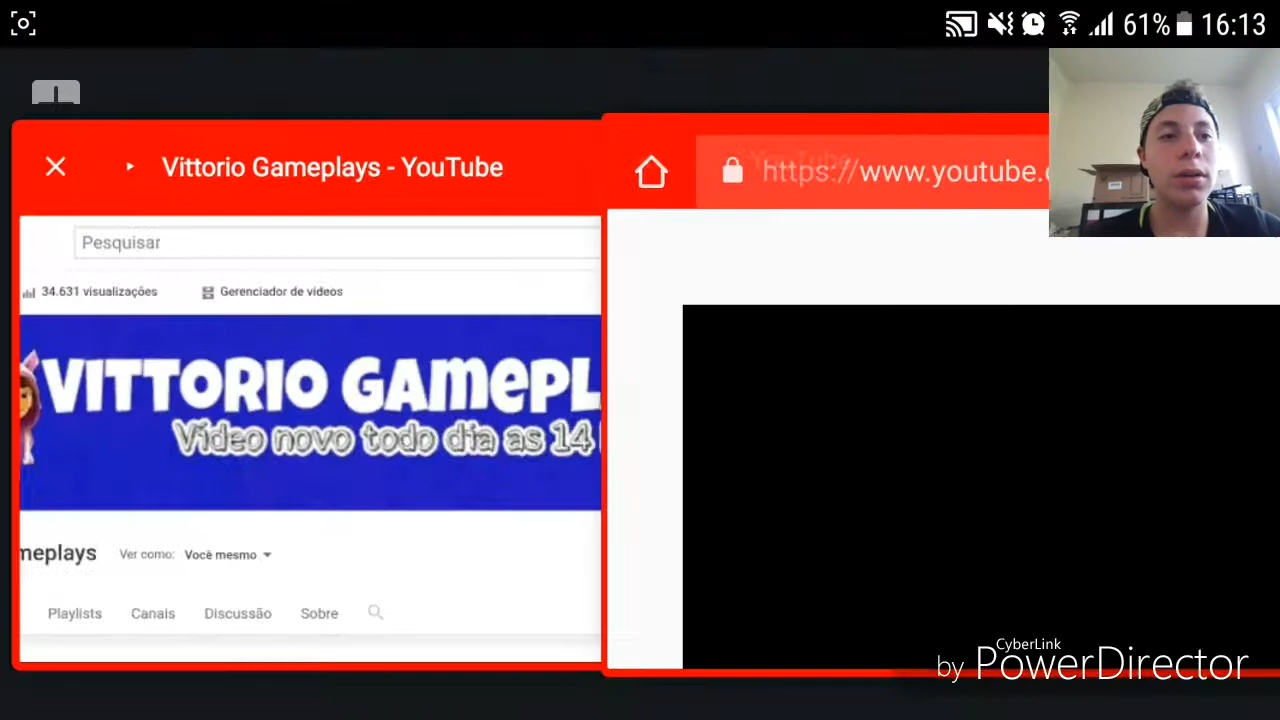 61% 16:13
Vittorio Gameplays - YouTube
https://www.youtube.
Pesquisar
34.631 visualizações
Gerenciador de vídeos
VITTORIO GAMEPL
Vídeo novo todo dia as 14
meplays
Ver como: Você mesmo
Playlists Canais Discussão Sobre
CyberLink
by PowerDirector